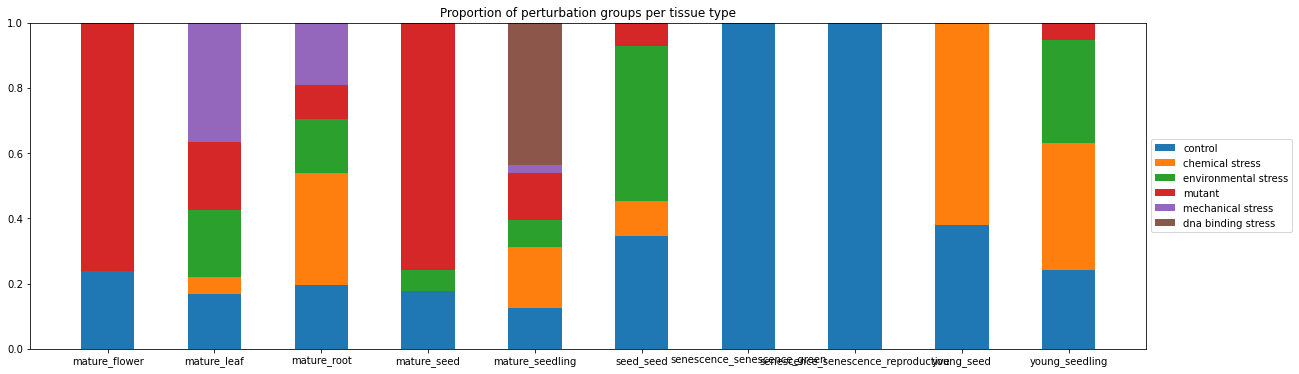 Proportion of perturbation groups per tissue type
1.0
0.8
0.6
0.4
0.2
0.0
mature_flower
mature_leaf
mature_root
mature_seed
mature_seedling
seed_seed
senescence_senescence_green
senescence_senescence_reproductive
young_seed
young_seedling
control
chemical stress
environmental stress
mutant
mechanical stress
dna binding stress